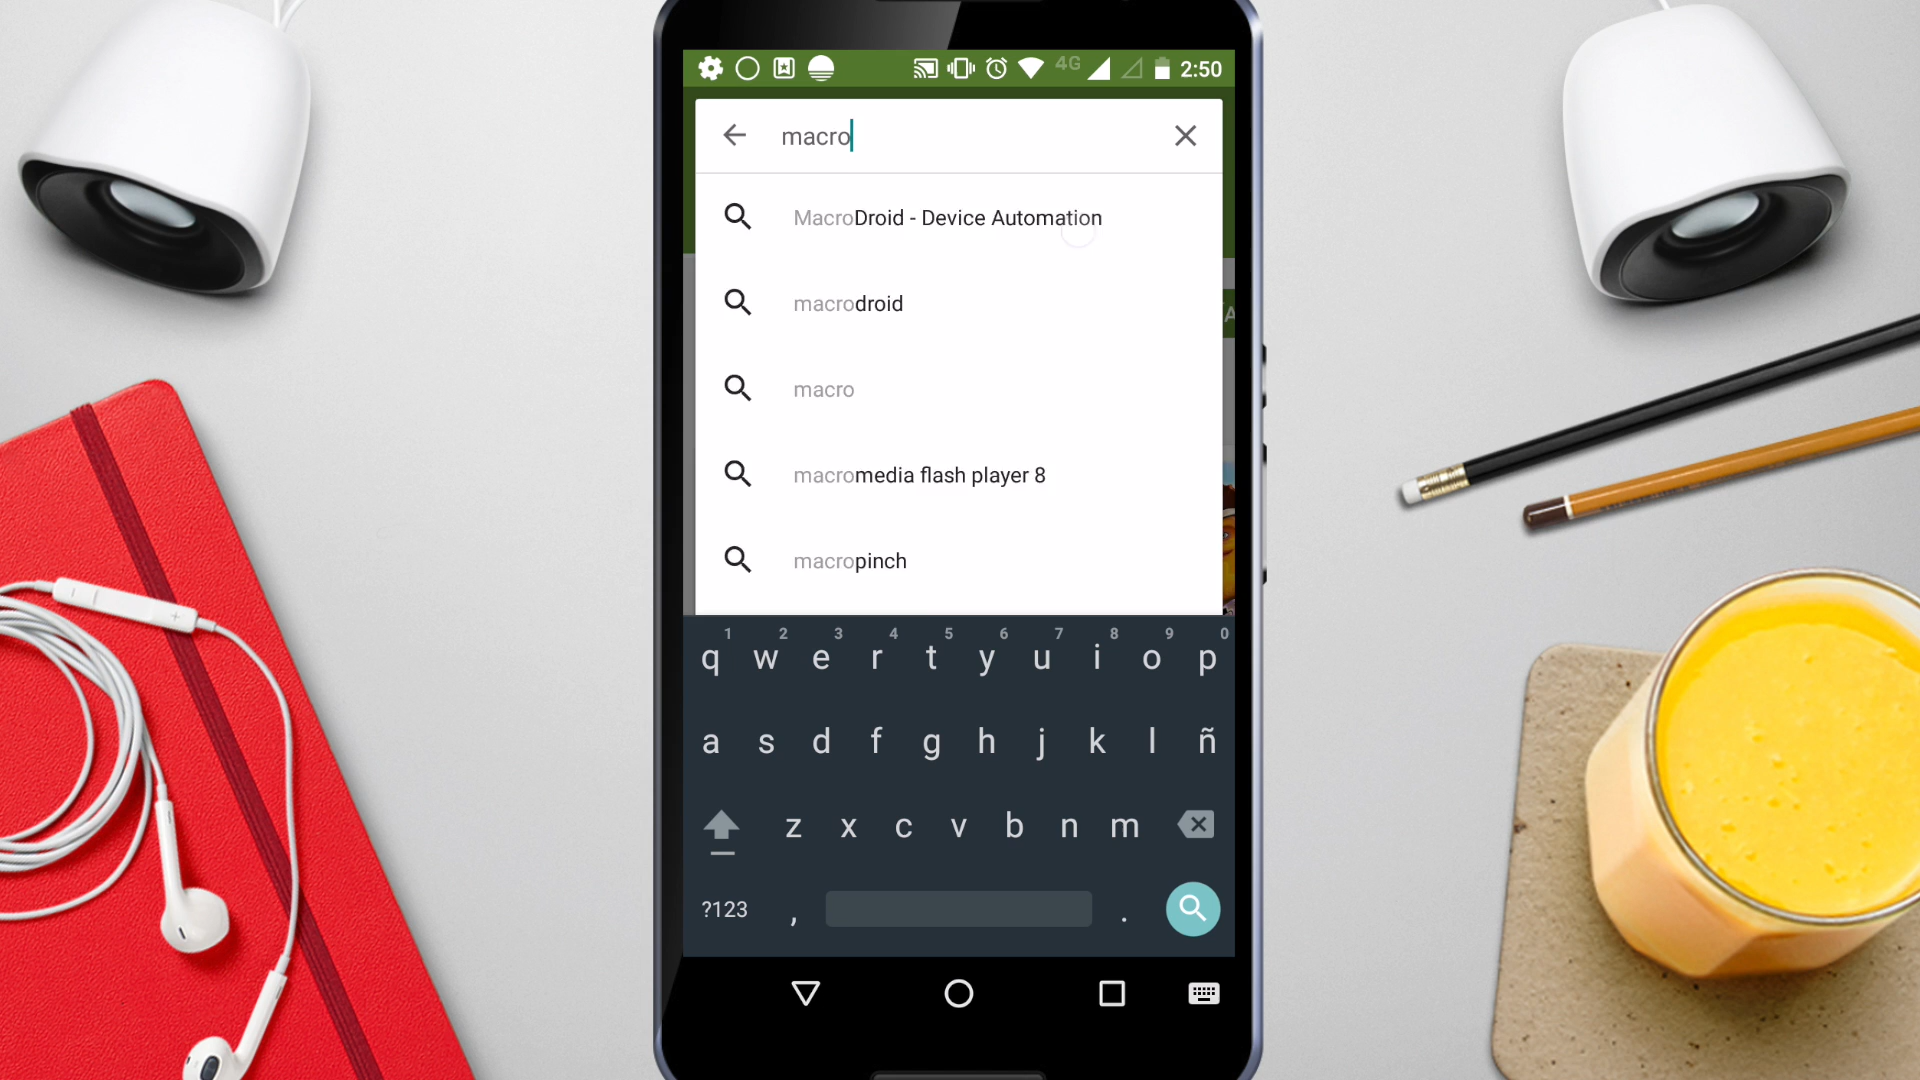 4G 2:50
macro
MacroDroid - Device Automation
macrodroid
macro
macromedia flash player 8
macropinch
1 2 3 4 5 6 7 8 9 0
q w e r t y u i o p
a s d f g h j k l ñ
z x c v b n m
?123 , .